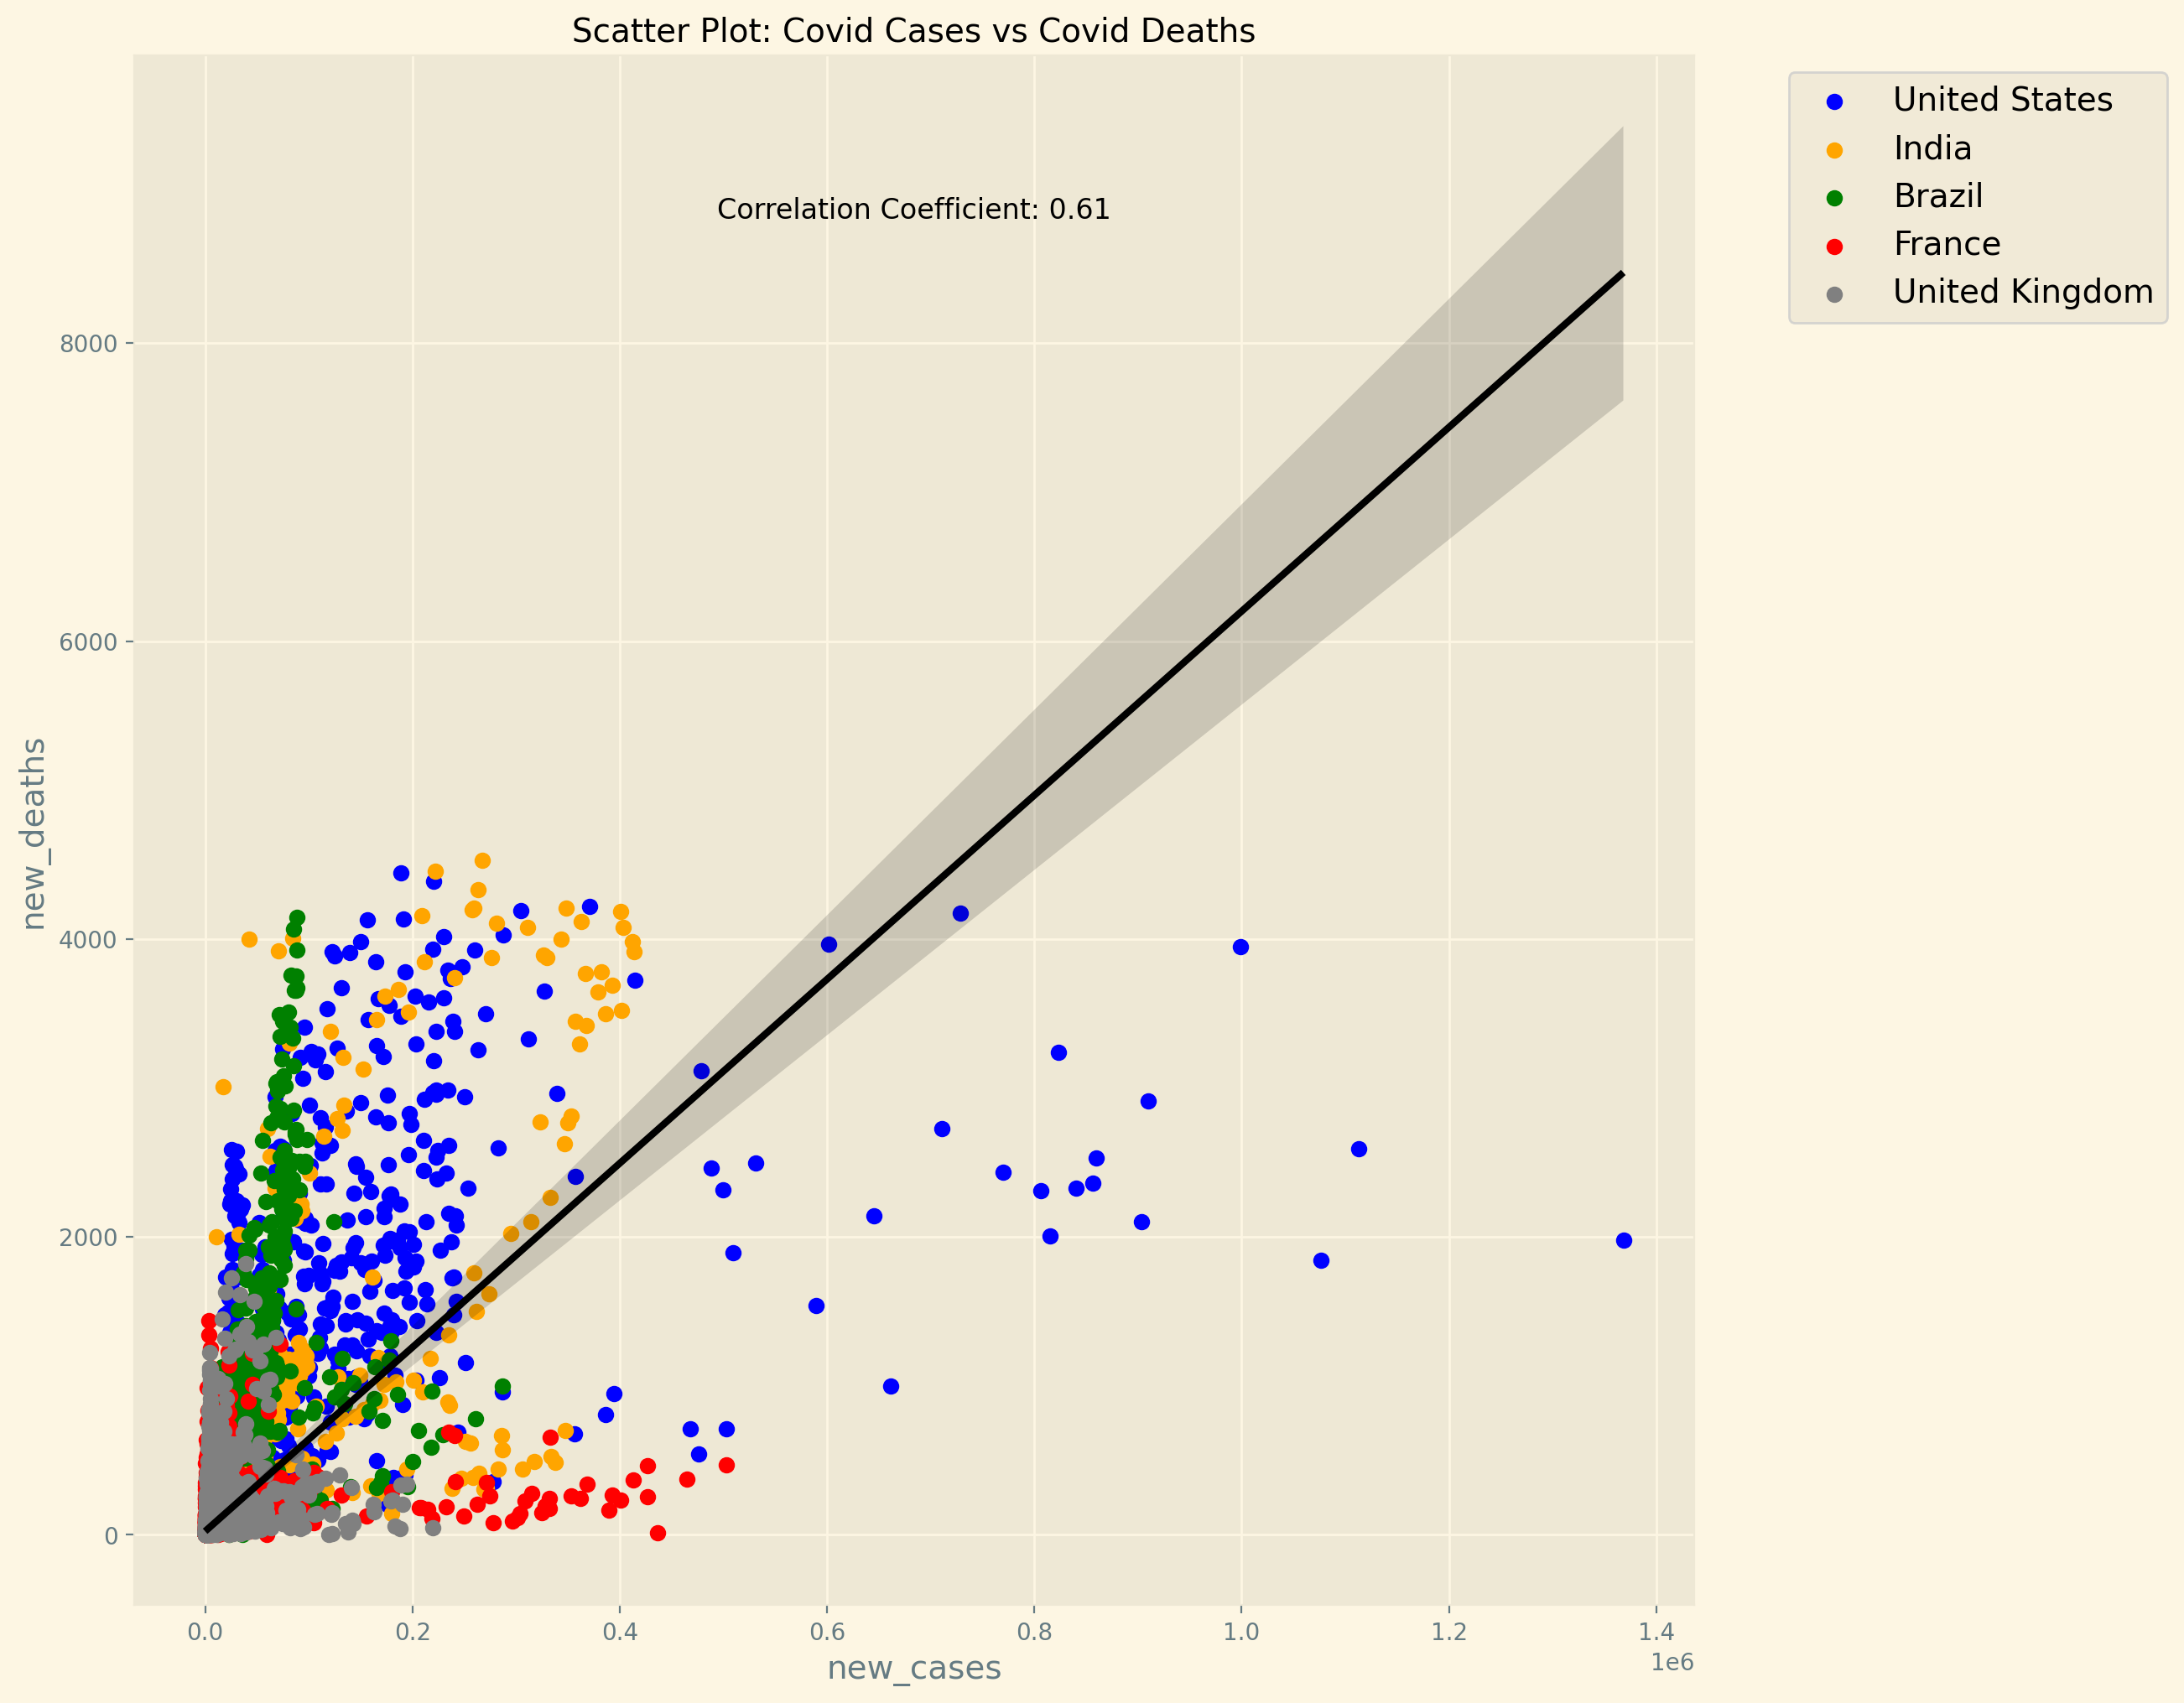 Scatter Plot: Covid Cases vs Covid Deaths
United States
India
Brazil
France
United Kingdom
Correlation Coefficient: 0.61
new_deaths
8000
6000
4000
2000
0
0.0 0.2 0.4 0.6 0.8 1.0 1.2 1.4
1e6
new_cases